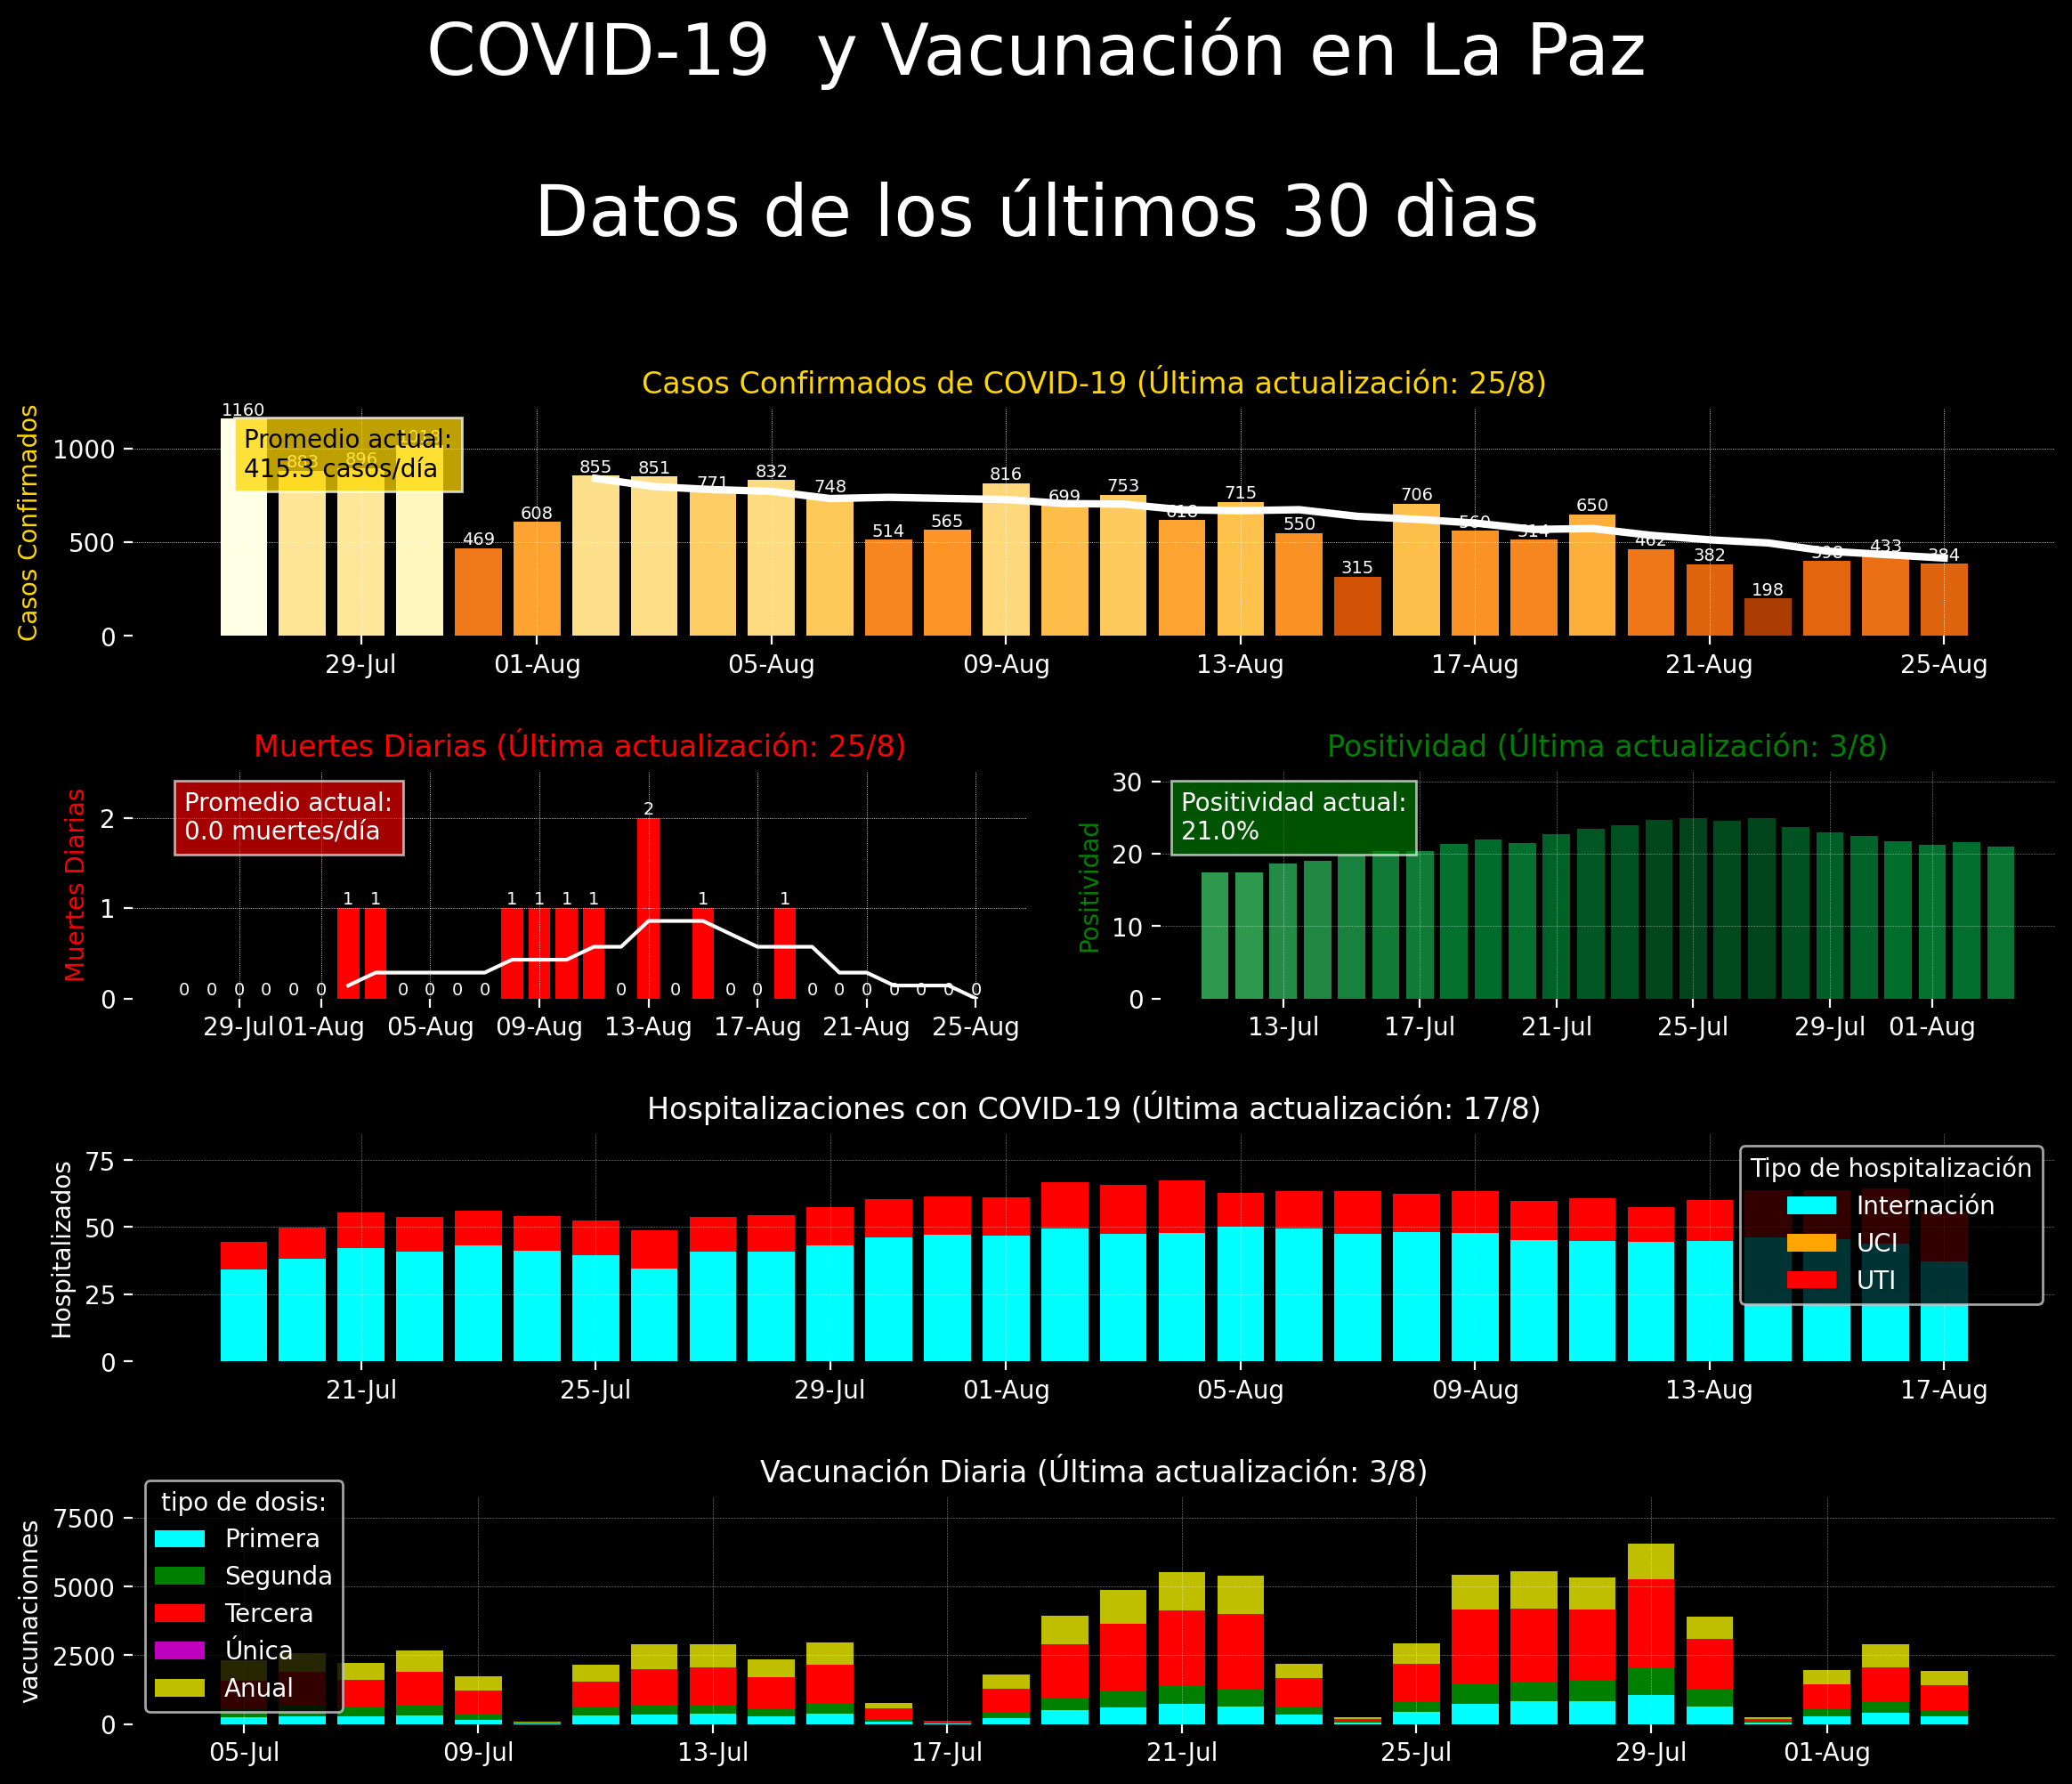 COVID-19  y Vacunación en La Paz
Datos de los últimos 30 dìas
Casos Confirmados de COVID-19 (Última actualización: 25/8)
Casos Confirmados
1000
500
0
Promedio actual:
415.3 casos/día
1160 883 896 1018 469 608 855 851 771 832 748 514 565 816 699 753 618 715 550 315 706 560 514 650 462 382 198 398 433 384
29-Jul 01-Aug 05-Aug 09-Aug 13-Aug 17-Aug 21-Aug 25-Aug
Muertes Diarias (Última actualización: 25/8)
Muertes Diarias
2
1
0
Promedio actual:
0.0 muertes/día
0 0 0 0 0 0 1 1 0 0 0 0 1 1 1 1 0 2 0 1 0 0 1 0 0 0 0 0 0 0
29-Jul 01-Aug 05-Aug 09-Aug 13-Aug 17-Aug 21-Aug 25-Aug
Positividad (Última actualización: 3/8)
Positividad
30
20
10
0
Positividad actual:
21.0%
13-Jul 17-Jul 21-Jul 25-Jul 29-Jul 01-Aug
Hospitalizaciones con COVID-19 (Última actualización: 17/8)
Hospitalizados
75
50
25
0
Tipo de hospitalización
Internación
UCI
UTI
21-Jul 25-Jul 29-Jul 01-Aug 05-Aug 09-Aug 13-Aug 17-Aug
Vacunación Diaria (Última actualización: 3/8)
vacunacionnes
7500
5000
2500
0
tipo de dosis:
Primera
Segunda
Tercera
Única
Anual
05-Jul 09-Jul 13-Jul 17-Jul 21-Jul 25-Jul 29-Jul 01-Aug